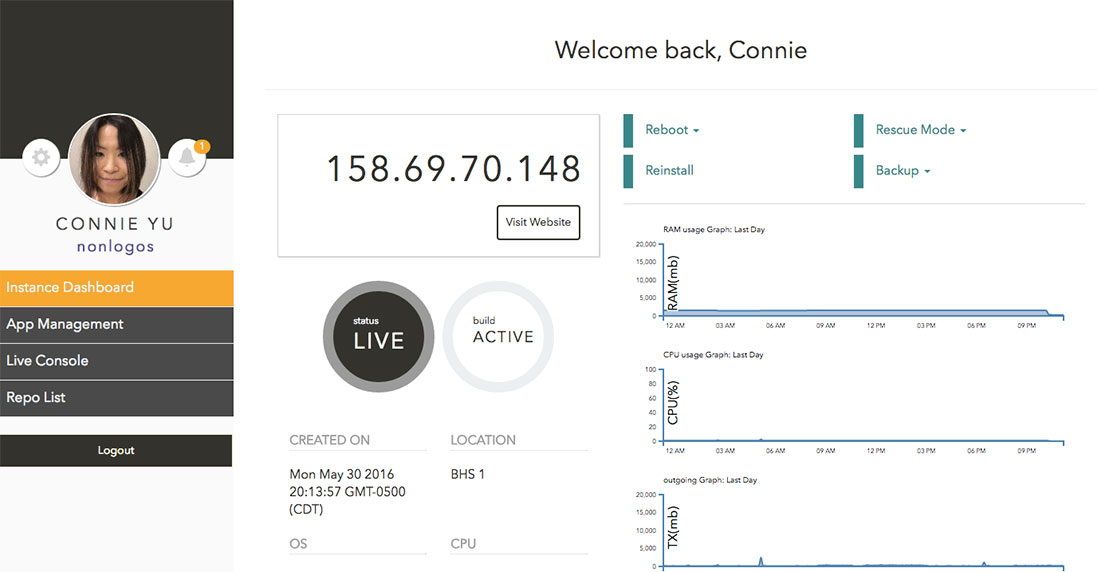 Welcome back, Connie
1
CONNIE YU
nonlogos
Instance Dashboard
App Management
Live Console
Repo List
Logout
158.69.70.148
Visit Website
status
LIVE
build
ACTIVE
CREATED ON
Mon May 30 2016
20:13:57 GMT-0500
(CDT)
LOCATION
BHS 1
OS
CPU
Reboot
Rescue Mode
Reinstall
Backup
RAM usage Graph: Last Day
20,000
15,000
10,000
5,000
0
RAM(mb)
12 AM 03 AM 06 AM 09 AM 12 PM 03 PM 06 PM 09 PM
CPU usage Graph: Last Day
100
80
60
40
20
0
CPU(%)
12 AM 03 AM 06 AM 09 AM 12 PM 03 PM 06 PM 09 PM
outgoing Graph: Last Day
20,000
15,000
10,000
5,000
0
TX(mb)